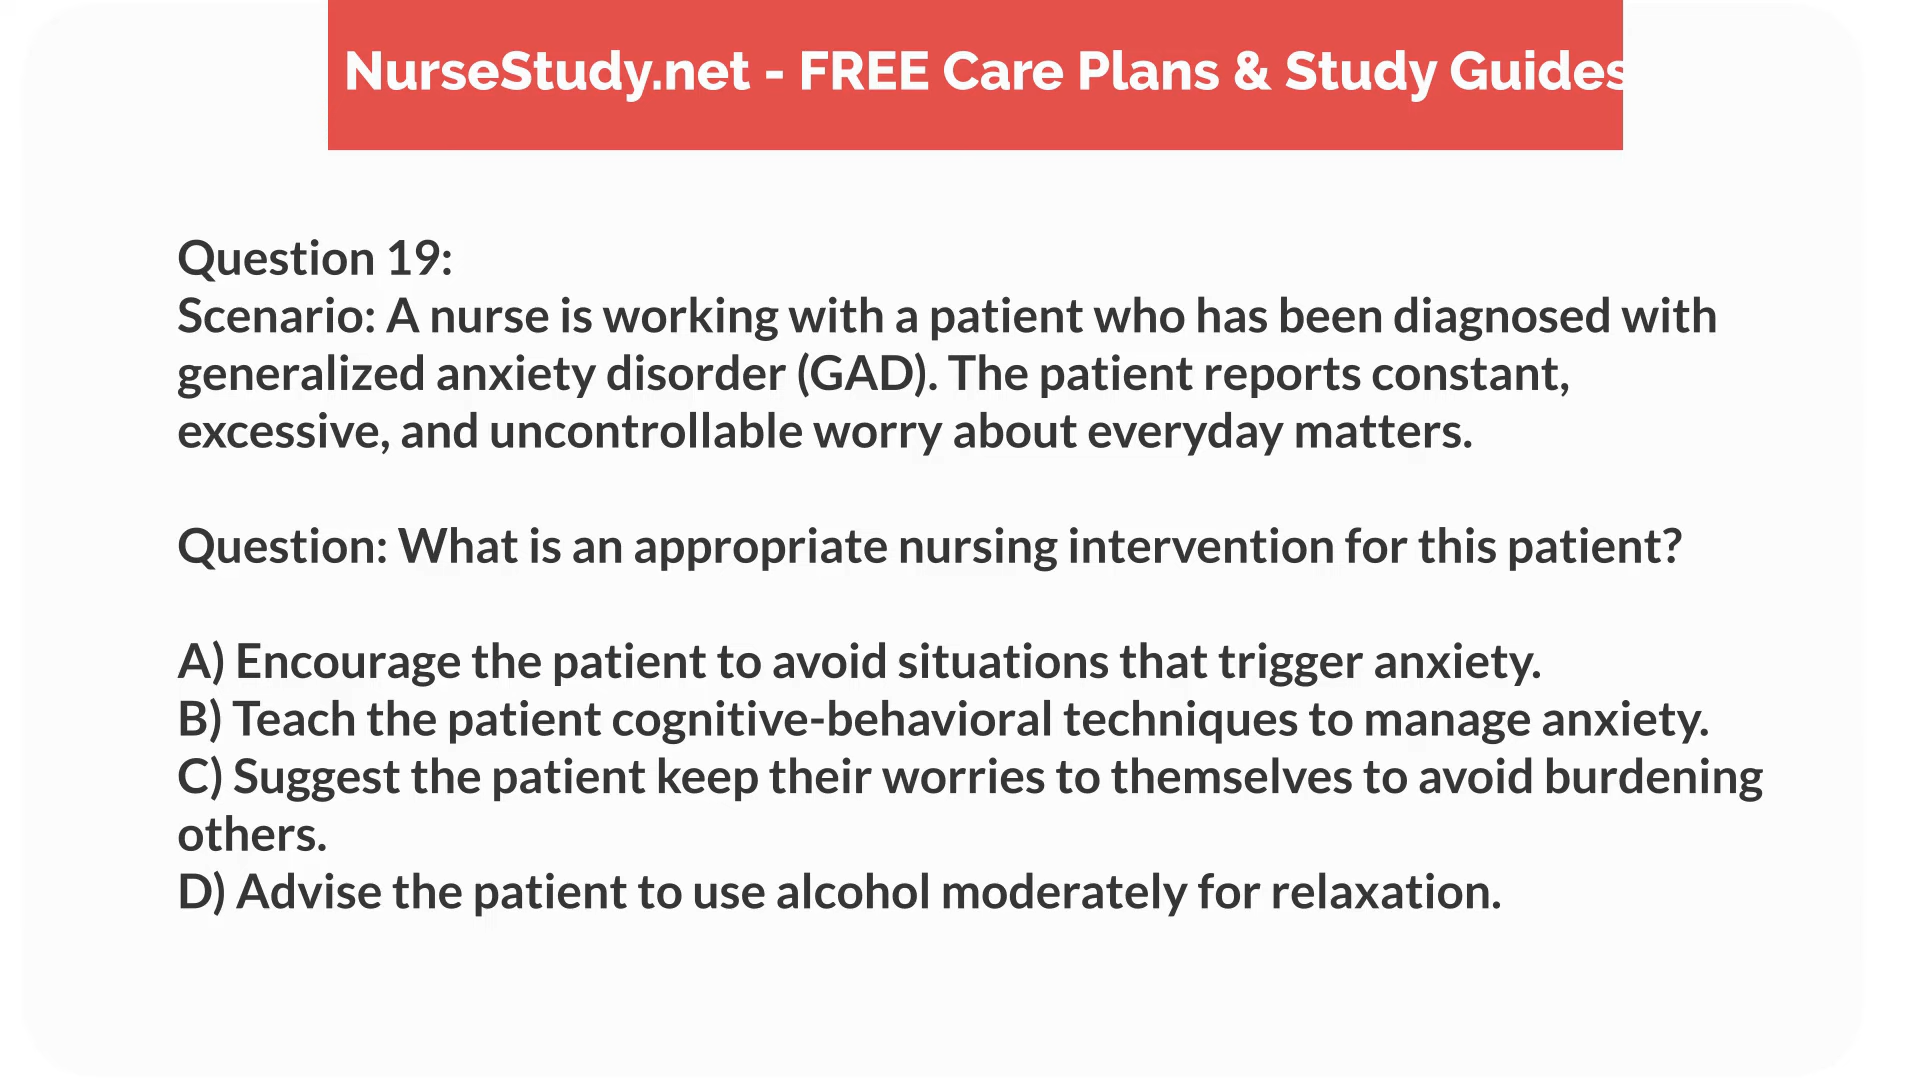 NurseStudy.net - FREE Care Plans & Study Guides
Question 19:
Scenario: A nurse is working with a patient who has been diagnosed with
generalized anxiety disorder (GAD). The patient reports constant,
excessive, and uncontrollable worry about everyday matters.
Question: What is an appropriate nursing intervention for this patient?
A) Encourage the patient to avoid situations that trigger anxiety.
B) Teach the patient cognitive-behavioral techniques to manage anxiety.
C) Suggest the patient keep their worries to themselves to avoid burdening
others.
D) Advise the patient to use alcohol moderately for relaxation.